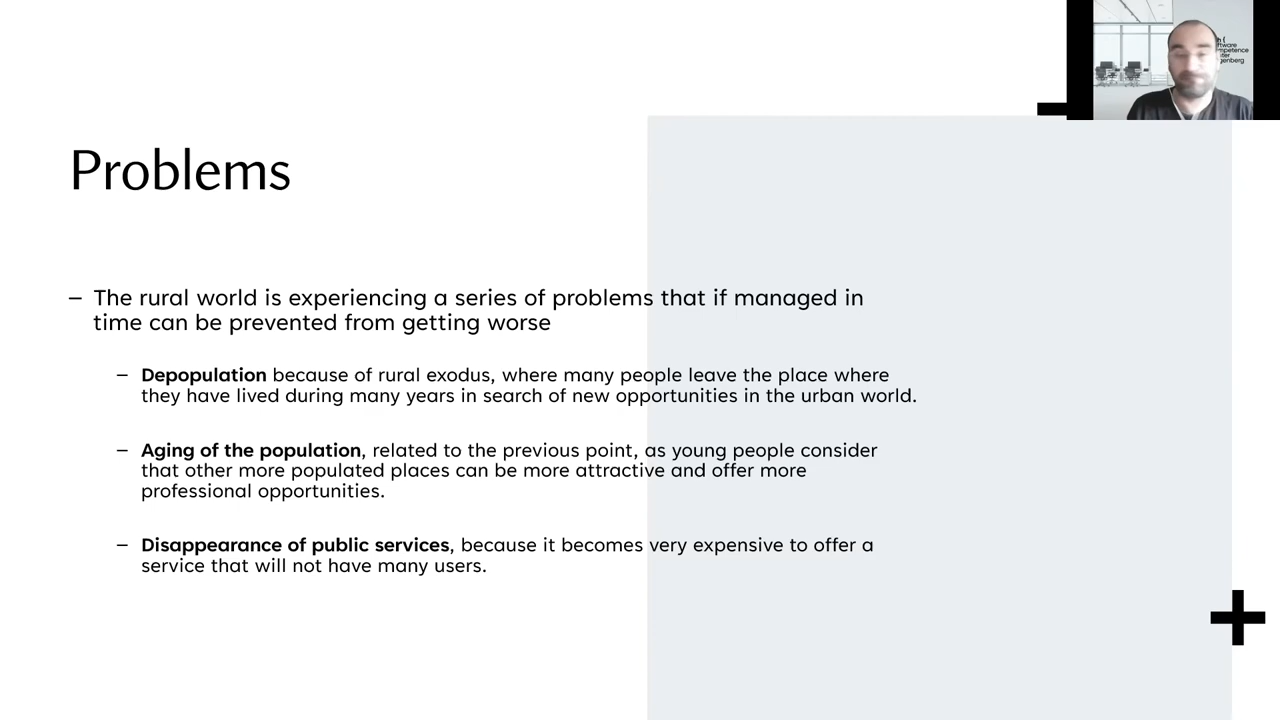 Problems
– The rural world is experiencing a series of problems that if managed in
time can be prevented from getting worse
– Depopulation because of rural exodus, where many people leave the place where
they have lived during many years in search of new opportunities in the urban world.
– Aging of the population, related to the previous point, as young people consider
that other more populated places can be more attractive and offer more
professional opportunities.
– Disappearance of public services, because it becomes very expensive to offer a
service that will not have many users.